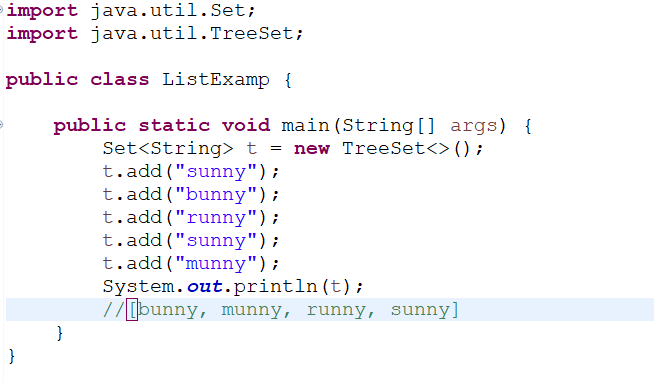 import java.util.Set;
import java.util.TreeSet;
public class ListExamp {
public static void main(String[] args) {
Set<String> t = new TreeSet<>();
t.add("sunny");
t.add("bunny");
t.add("runny");
t.add("sunny");
t.add("munny");
System.out.println(t);
//[bunny, munny, runny, sunny]
}
}